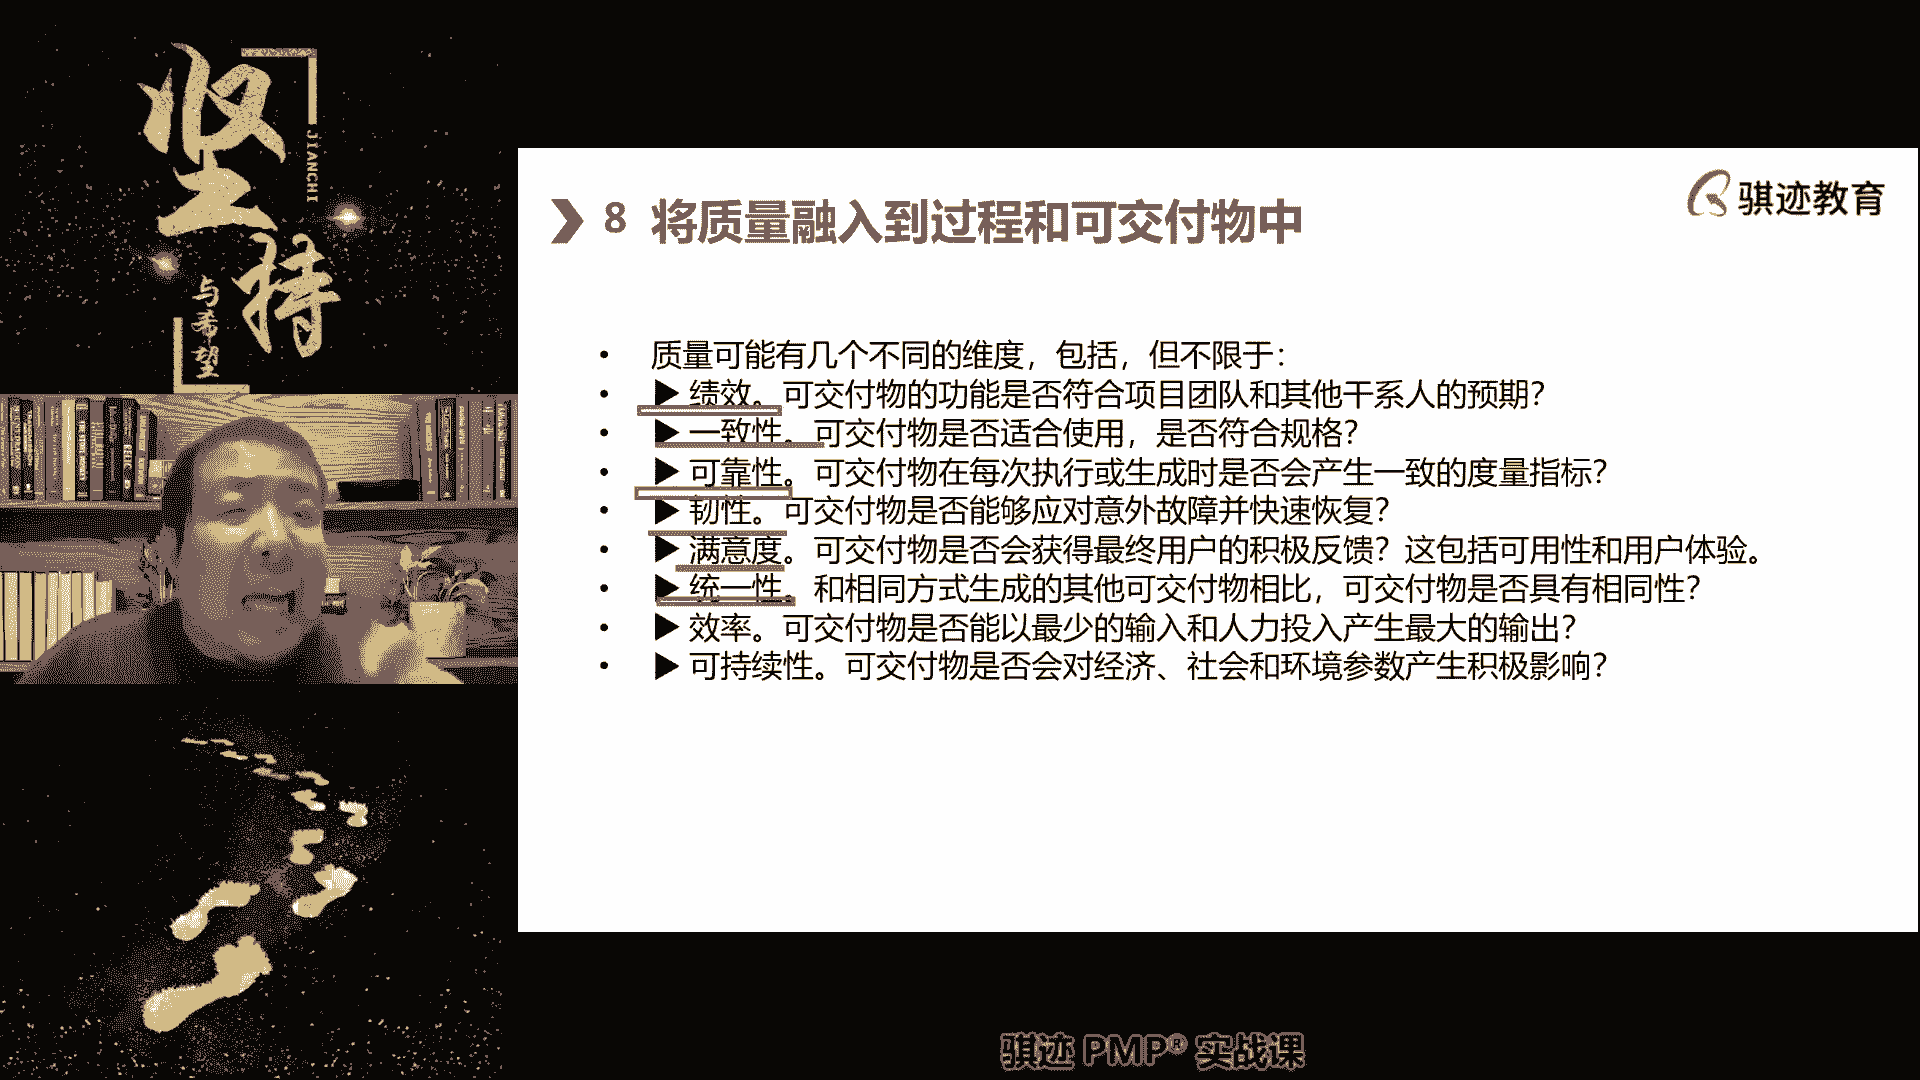 坚持
JIANCHI
与希望
骐迹教育
8 将质量融入到过程和可交付物中
• 质量可能有几个不同的维度，包括，但不限于：
• ▶ 绩效。可交付物的功能是否符合项目团队和其他干系人的预期？
• ▶ 一致性。可交付物是否适合使用，是否符合规格？
• ▶ 可靠性。可交付物在每次执行或生成时是否会产生一致的度量指标？
• ▶ 韧性。可交付物是否能够应对意外故障并快速恢复？
• ▶ 满意度。可交付物是否会获得最终用户的积极反馈？这包括可用性和用户体验。
• ▶ 统一性。和相同方式生成的其他可交付物相比，可交付物是否具有相同性？
• ▶ 效率。可交付物是否能以最少的输入和人力投入产生最大的输出？
• ▶ 可持续性。可交付物是否会对经济、社会和环境参数产生积极影响？
骐迹 PMP® 实战课